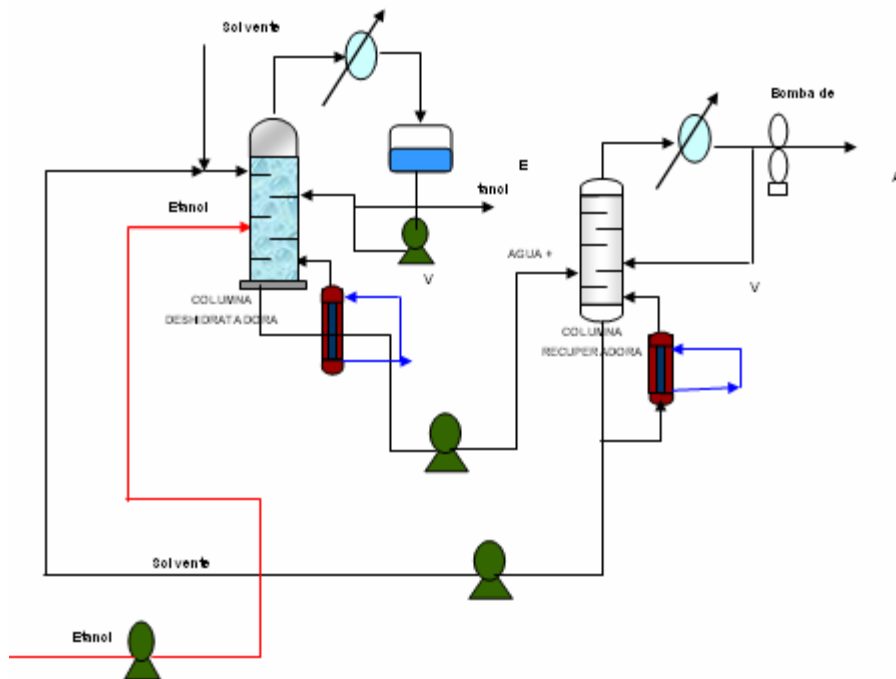 Solvente
Bomba de
E
tanol
A
Etanol
AGUA +
V
V
COLUMNA
DESHIDRATADORA
COLUMNA
RECUPERADORA
Solvente
Etanol